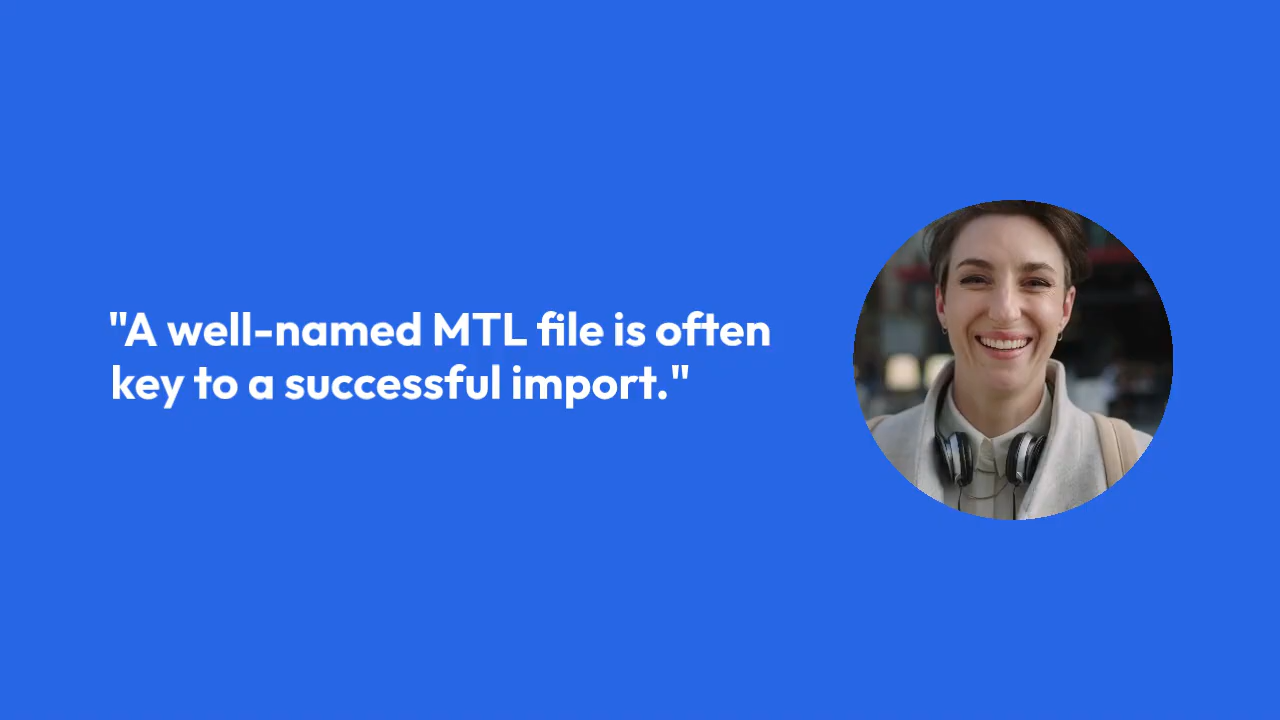 "A well-named MTL file is often
key to a successful import."